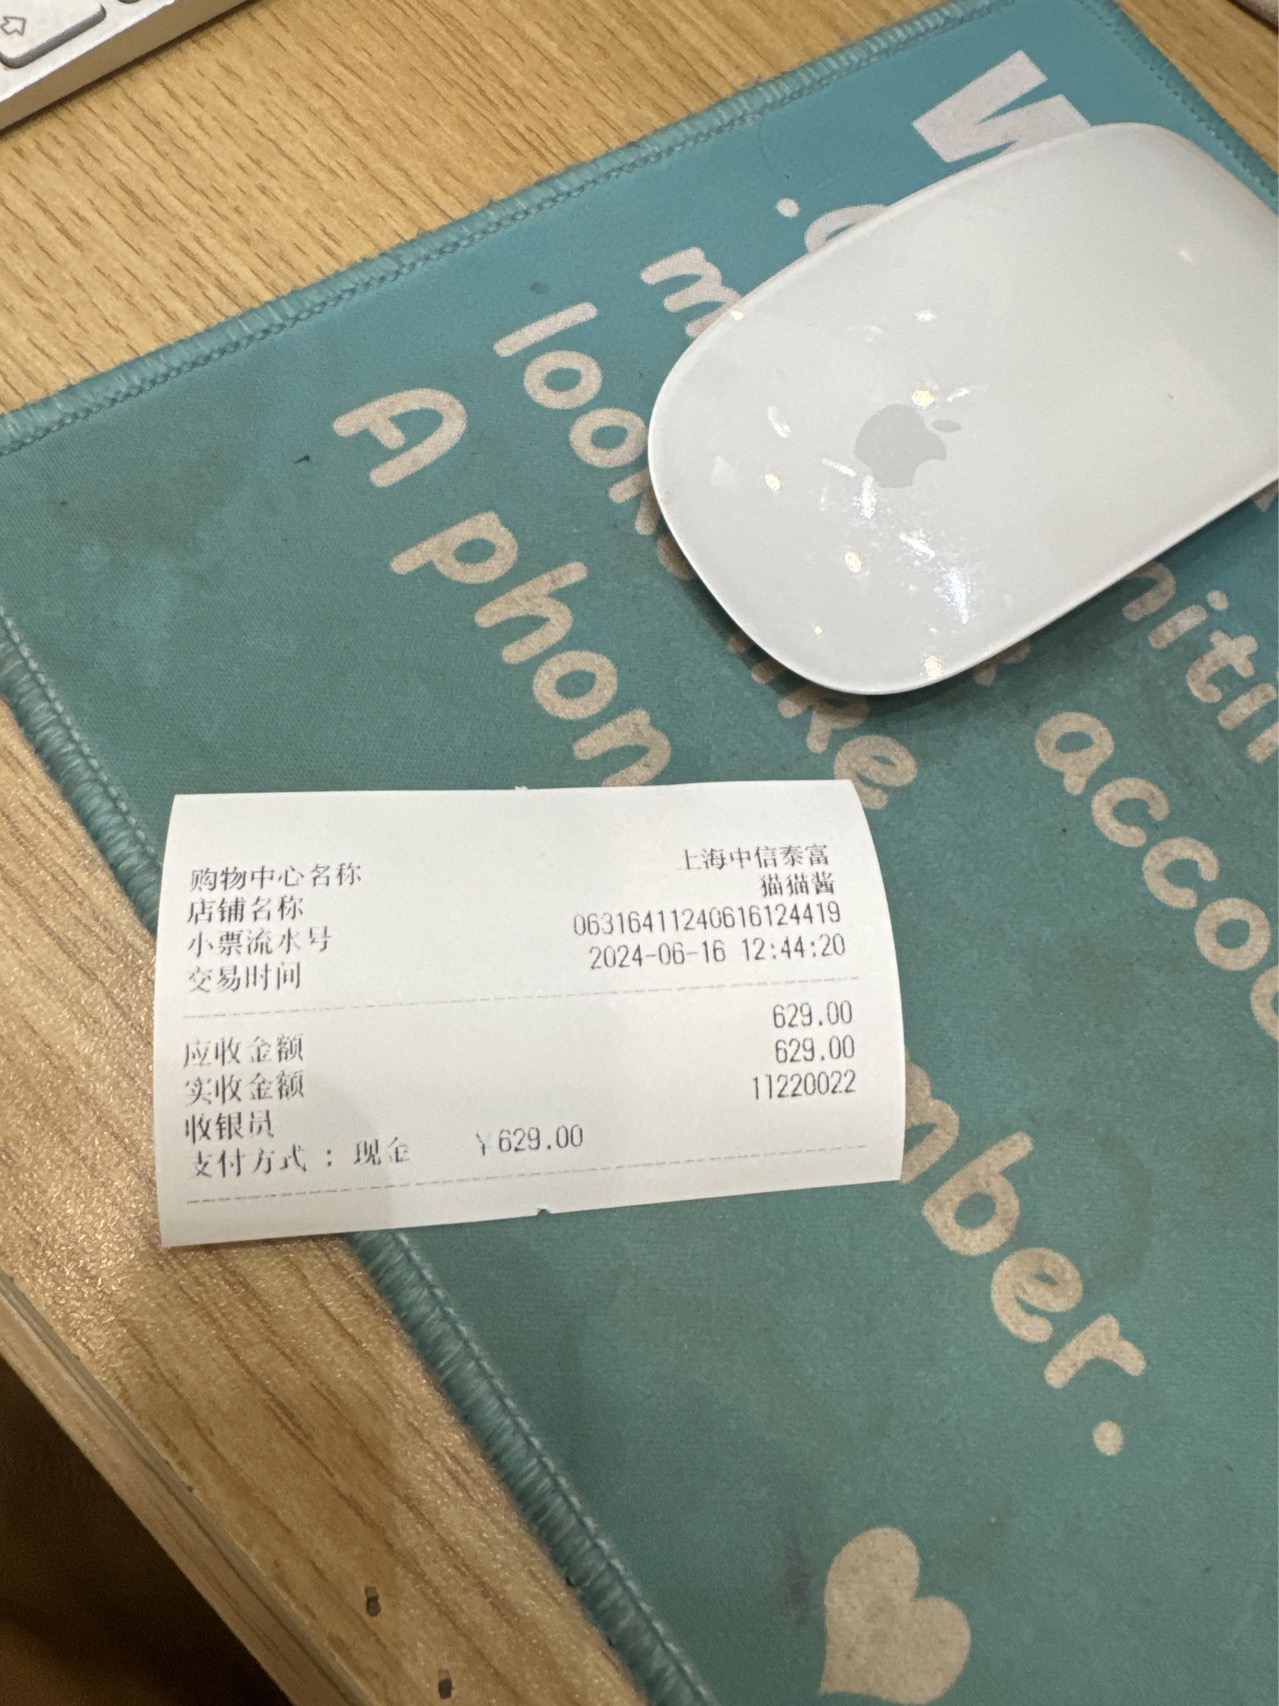 购物中心名称 上海中信泰富
店铺名称 猫猫酱
小票流水号 06316411240616124419
交易时间 2024-06-16 12:44:20
应收金额 629.00
实收金额 629.00
收银员 11220022
支付方式：现金 ￥629.00
A phon mber.
like